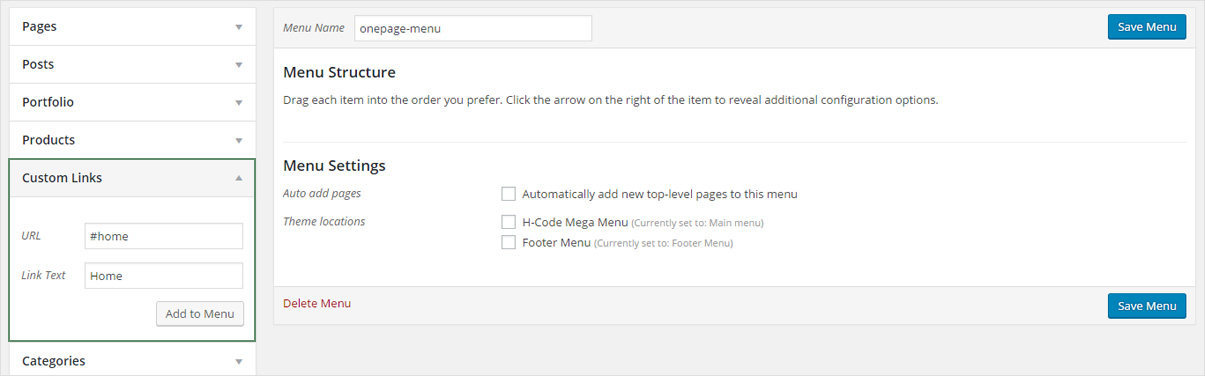 Pages
Posts
Portfolio
Products
Custom Links
URL
#home
Link Text
Home
Add to Menu
Categories
Menu Name
onepage-menu
Save Menu
Menu Structure
Drag each item into the order you prefer. Click the arrow on the right of the item to reveal additional configuration options.
Menu Settings
Auto add pages
Automatically add new top-level pages to this menu
Theme locations
H-Code Mega Menu (Currently set to: Main menu)
Footer Menu (Currently set to: Footer Menu)
Delete Menu
Save Menu